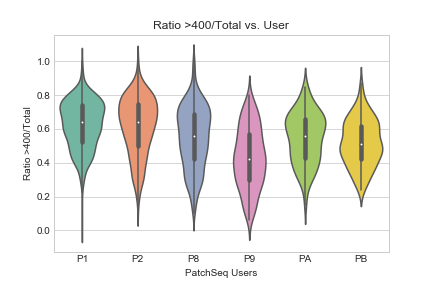 Ratio >400/Total vs. User
1.0
0.8
0.6
0.4
0.2
0.0
Ratio >400/Total
P1 P2 P8 P9 PA PB
PatchSeq Users